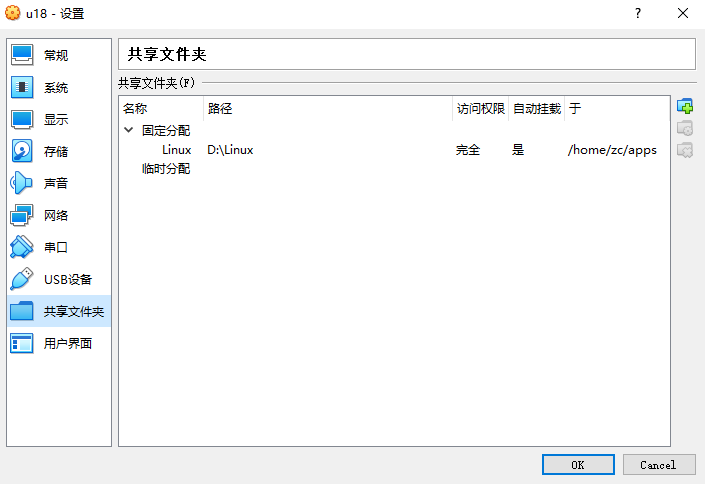 u18 - 设置
?
常规
系统
显示
存储
声音
网络
串口
USB设备
共享文件夹
用户界面
共享文件夹
共享文件夹(F)
名称 路径 访问权限 自动挂载 于
固定分配
Linux D:\Linux 完全 是 /home/zc/apps
临时分配
OK Cancel